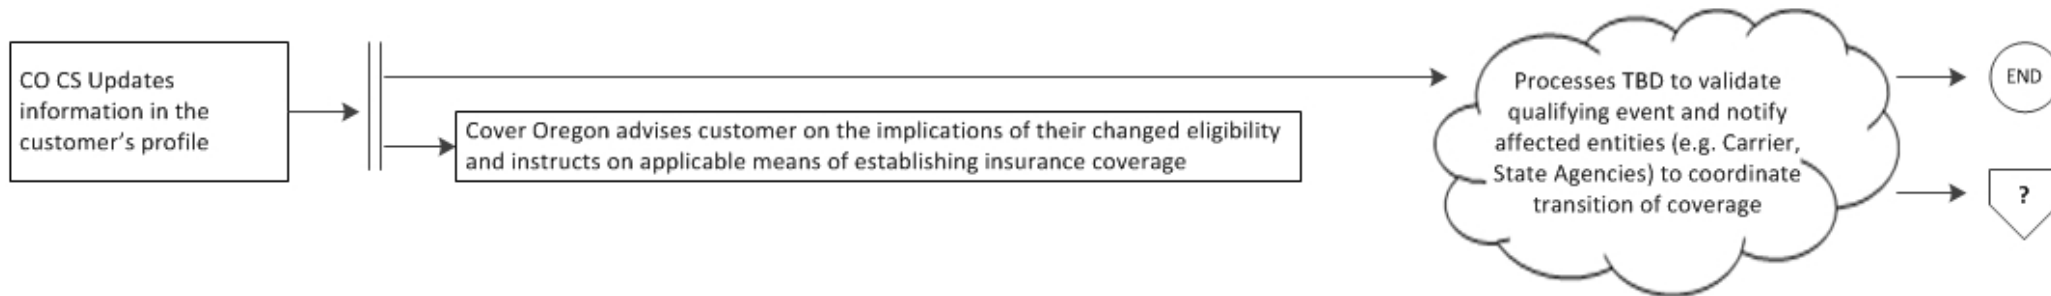 CO CS Updates
information in the
customer's profile
Cover Oregon advises customer on the implications of their changed eligibility
and instructs on applicable means of establishing insurance coverage
Processes TBD to validate
qualifying event and notify
affected entities (e.g. Carrier,
State Agencies) to coordinate
transition of coverage
END
?